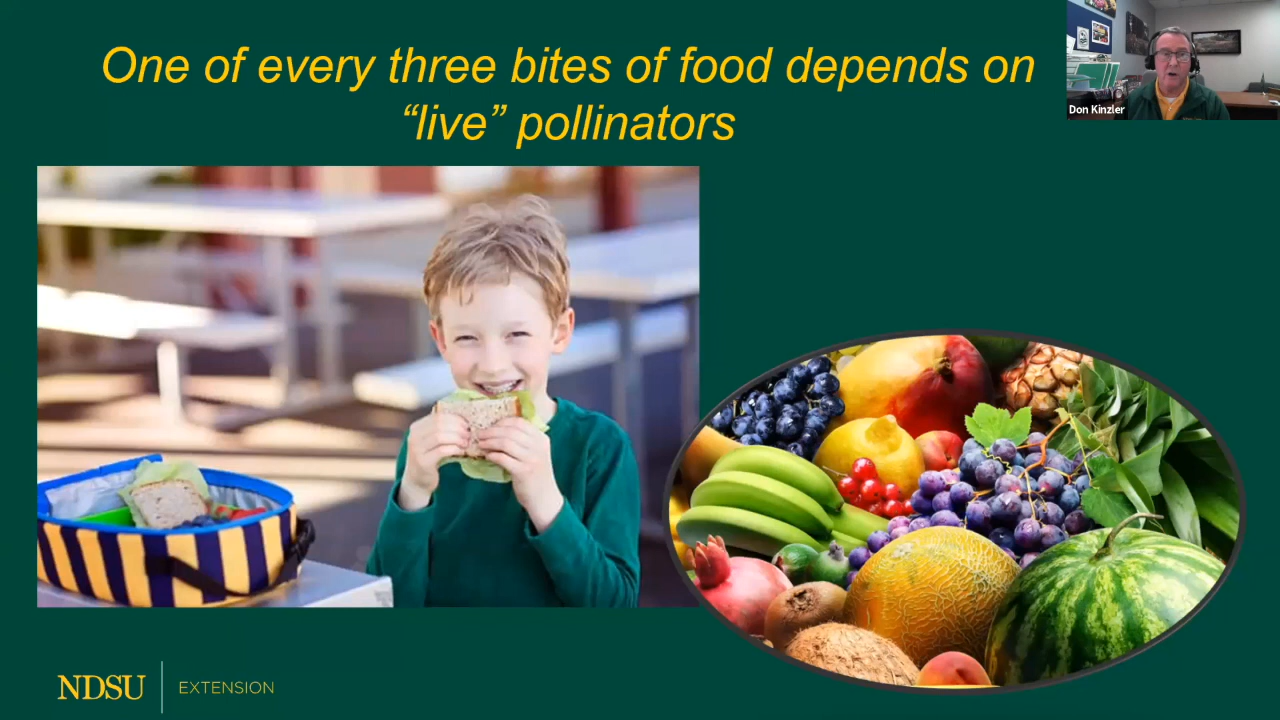 One of every three bites of food depends on
“live” pollinators
Don Kinzler
NDSU EXTENSION